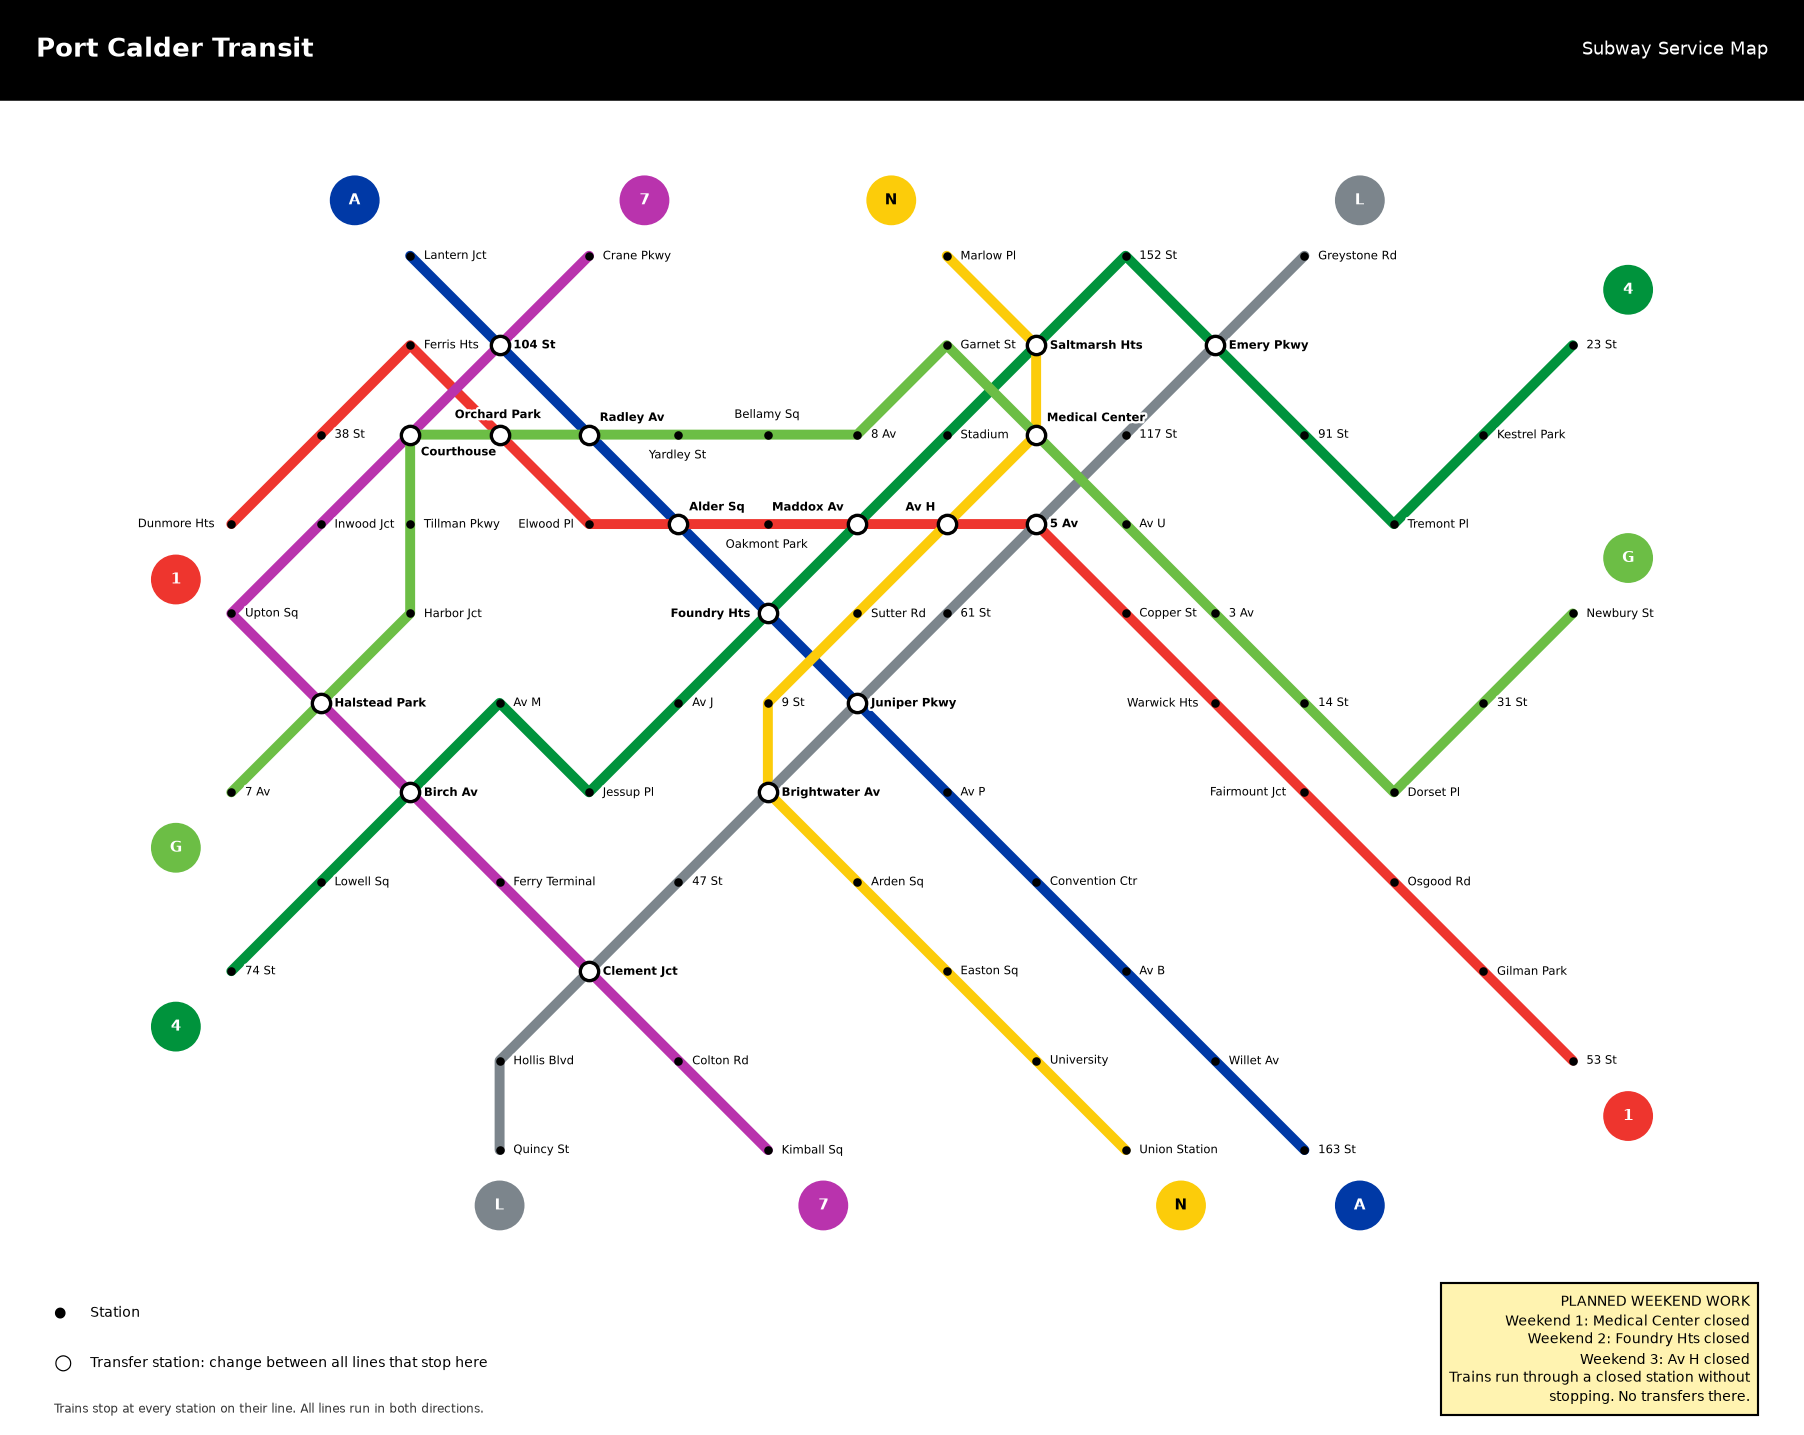 Port Calder Transit
Subway Service Map
A
7
N
L
Lantern Jct
Crane Pkwy
Marlow Pl
152 St
Greystone Rd
4
Ferris Hts
104 St
Garnet St
Saltmarsh Hts
Emery Pkwy
23 St
Orchard Park
Radley Av
Bellamy Sq
Medical Center
38 St
8 Av
Stadium
117 St
91 St
Kestrel Park
Courthouse
Yardley St
Alder Sq
Maddox Av
Av H
Dunmore Hts
Inwood Jct
Tillman Pkwy
Elwood Pl
5 Av
Av U
Tremont Pl
Oakmont Park
G
1
Upton Sq
Harbor Jct
Foundry Hts
Sutter Rd
61 St
Copper St
3 Av
Newbury St
Halstead Park
Av M
Av J
9 St
Juniper Pkwy
Warwick Hts
14 St
31 St
7 Av
Birch Av
Jessup Pl
Brightwater Av
Av P
Fairmount Jct
Dorset Pl
G
Lowell Sq
Ferry Terminal
47 St
Arden Sq
Convention Ctr
Osgood Rd
74 St
Clement Jct
Easton Sq
Av B
Gilman Park
4
Hollis Blvd
Colton Rd
University
Willet Av
53 St
1
Quincy St
Kimball Sq
Union Station
163 St
L
7
N
A
Station
Transfer station: change between all lines that stop here
Trains stop at every station on their line. All lines run in both directions.
PLANNED WEEKEND WORK
Weekend 1: Medical Center closed
Weekend 2: Foundry Hts closed
Weekend 3: Av H closed
Trains run through a closed station without
stopping. No transfers there.